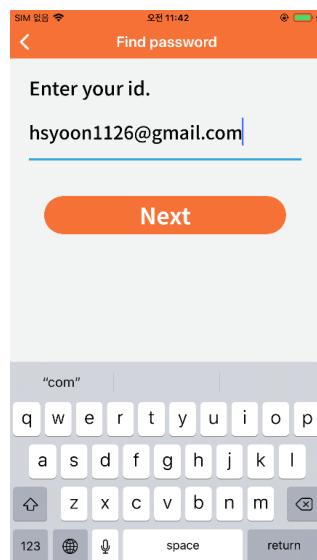 SIM 없음 오전 11:42
Find password
Enter your id.
hsyoon1126@gmail.com
Next
“com”
q w e r t y u i o p
a s d f g h j k l
z x c v b n m
123 space return